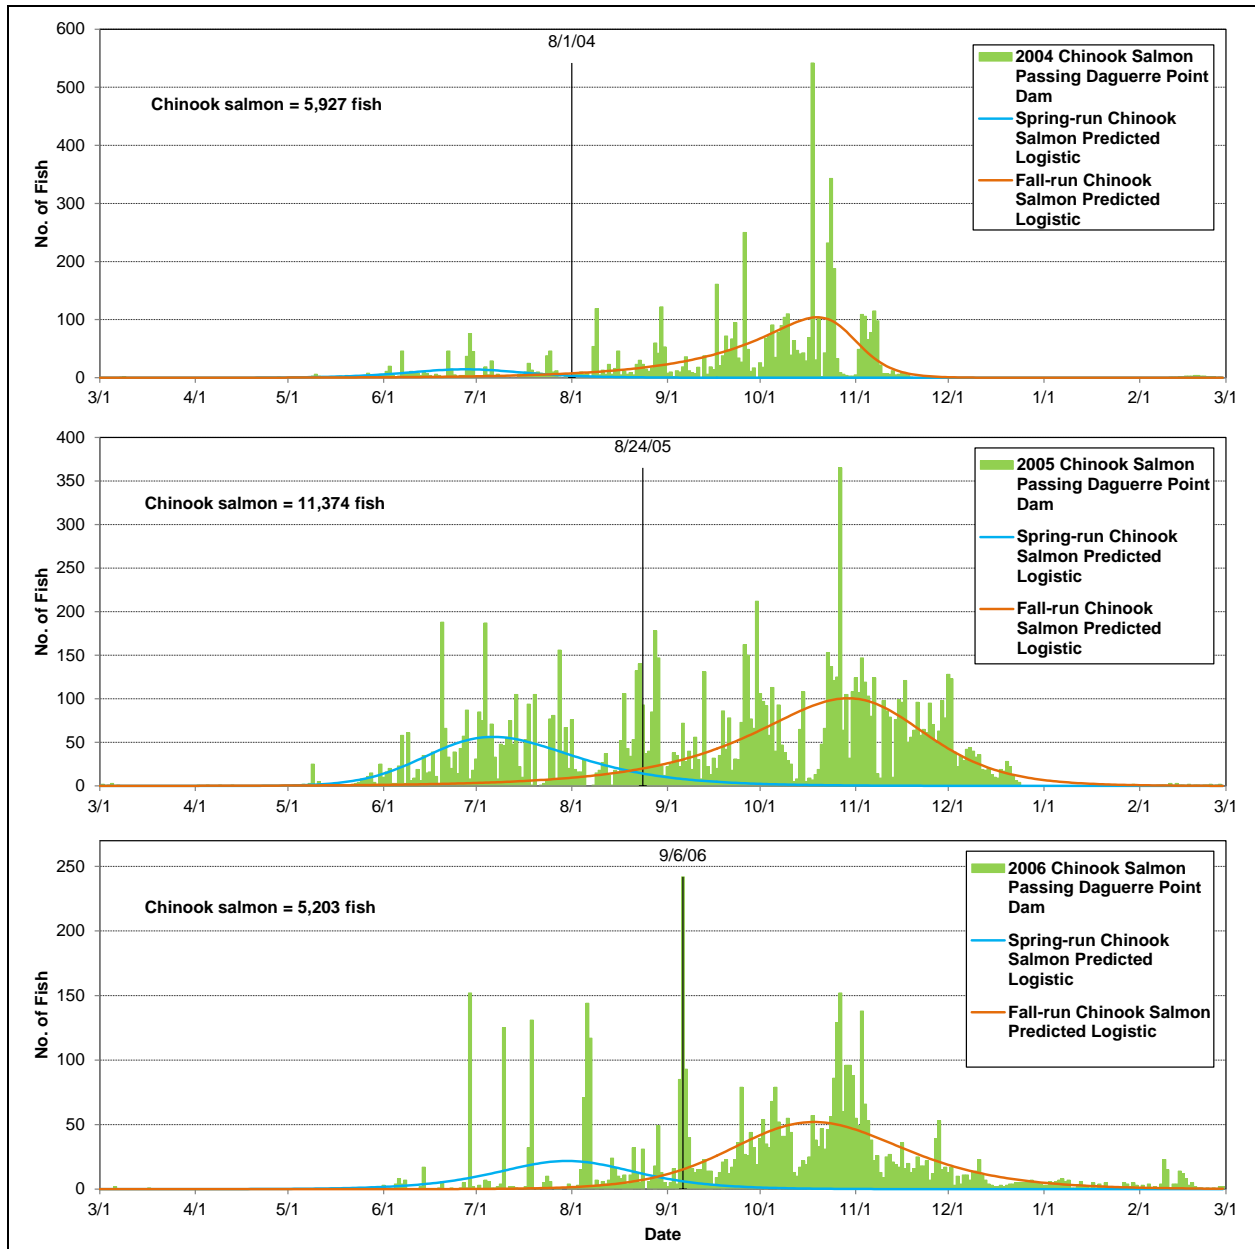 600
500
400
300
200
100
0
No. of Fish
8/1/04
Chinook salmon = 5,927 fish
2004 Chinook Salmon
Passing Daguerre Point
Dam
Spring-run Chinook
Salmon Predicted
Logistic
Fall-run Chinook
Salmon Predicted
Logistic
3/1 4/1 5/1 6/1 7/1 8/1 9/1 10/1 11/1 12/1 1/1 2/1 3/1
400
350
300
250
200
150
100
50
0
No. of Fish
8/24/05
Chinook salmon = 11,374 fish
2005 Chinook Salmon
Passing Daguerre Point
Dam
Spring-run Chinook
Salmon Predicted
Logistic
Fall-run Chinook
Salmon Predicted
Logistic
3/1 4/1 5/1 6/1 7/1 8/1 9/1 10/1 11/1 12/1 1/1 2/1 3/1
250
200
150
100
50
0
No. of Fish
9/6/06
Chinook salmon = 5,203 fish
2006 Chinook Salmon
Passing Daguerre Point
Dam
Spring-run Chinook
Salmon Predicted
Logistic
Fall-run Chinook Salmon
Predicted Logistic
3/1 4/1 5/1 6/1 7/1 8/1 9/1 10/1 11/1 12/1 1/1 2/1 3/1
Date